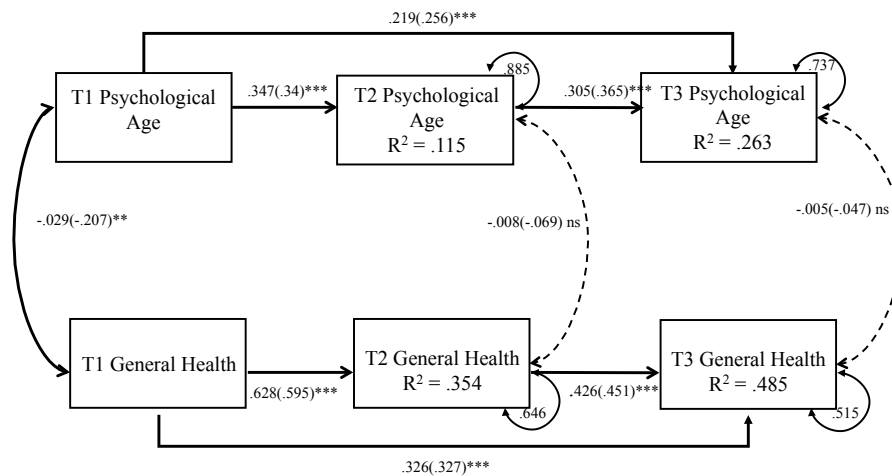 .219(.256)***
.885
.737
T1 Psychological
Age
.347(.34)***
T2 Psychological
Age
R² = .115
.305(.365)***
T3 Psychological
Age
R² = .263
-.029(-.207)**
-.008(-.069) ns
-.005(-.047) ns
T1 General Health
T2 General Health
R² = .354
T3 General Health
R² = .485
.628(.595)***
.646
.426(.451)***
.515
.326(.327)***